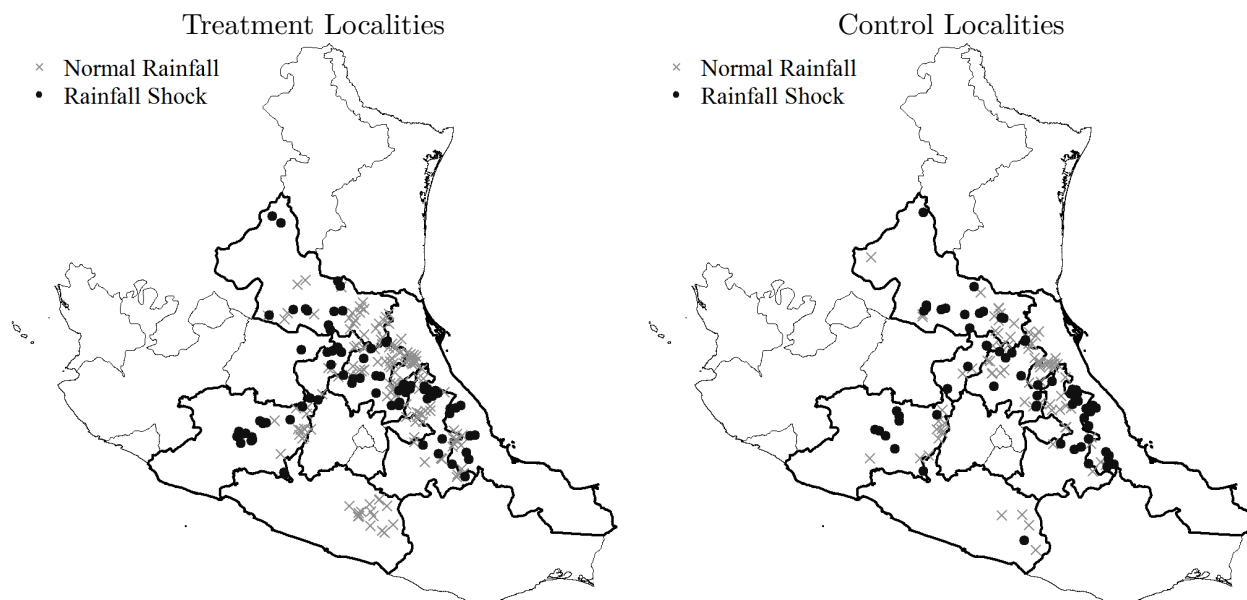 Treatment Localities
× Normal Rainfall
● Rainfall Shock
Control Localities
× Normal Rainfall
● Rainfall Shock